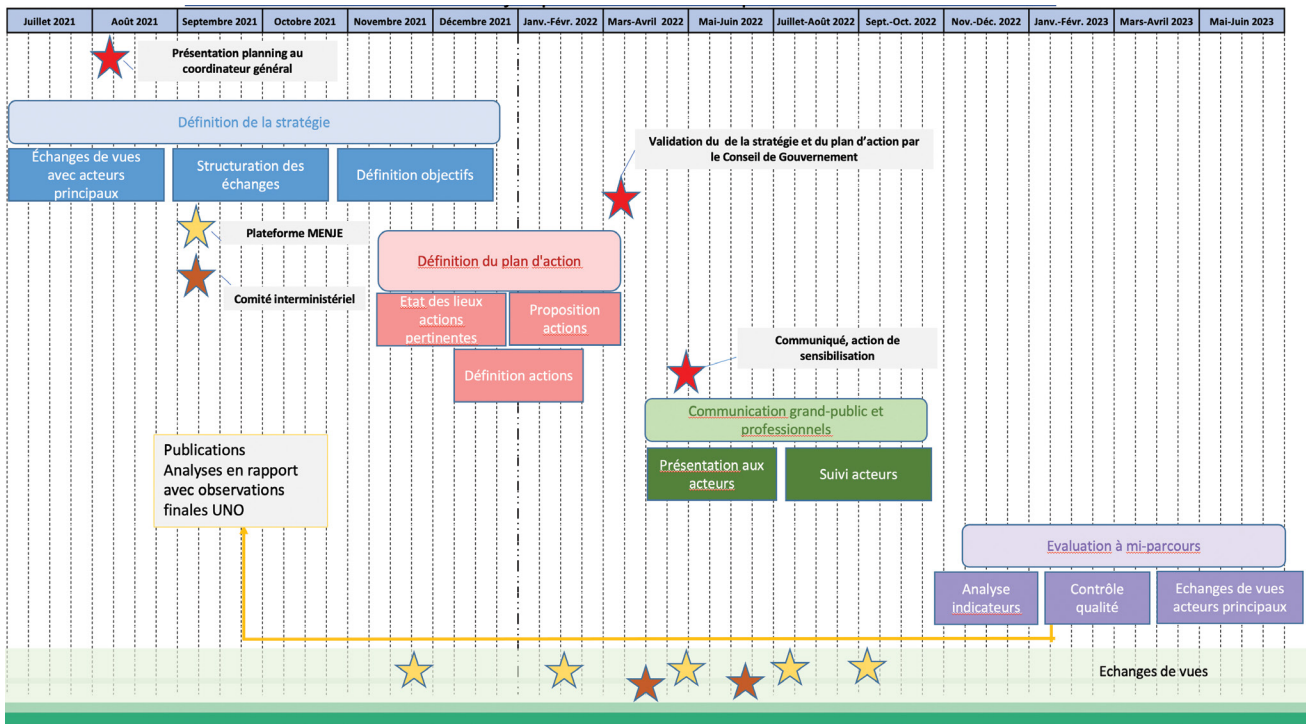 Juillet 2021 Août 2021 Septembre 2021 Octobre 2021 Novembre 2021 Décembre 2021 Janv.-Févr. 2022 Mars-Avril 2022 Mai-Juin 2022 Juillet-Août 2022 Sept.-Oct. 2022 Nov.-Déc. 2022 Janv.-Févr. 2023 Mars-Avril 2023 Mai-Juin 2023
Présentation planning au
coordinateur général
Définition de la stratégie
Échanges de vues
avec acteurs
principaux
Structuration des
échanges
Définition objectifs
Validation du de la stratégie et du plan d'action par
le Conseil de Gouvernement
Plateforme MENJE
Comité interministériel
Définition du plan d'action
Etat des lieux
actions
pertinentes
Proposition
actions
Définition actions
Communiqué, action de
sensibilisation
Communication grand-public et
professionnels
Présentation aux
acteurs
Suivi acteurs
Publications
Analyses en rapport
avec observations
finales UNO
Evaluation à mi-parcours
Analyse
indicateurs
Contrôle
qualité
Echanges de vues
acteurs principaux
Echanges de vues